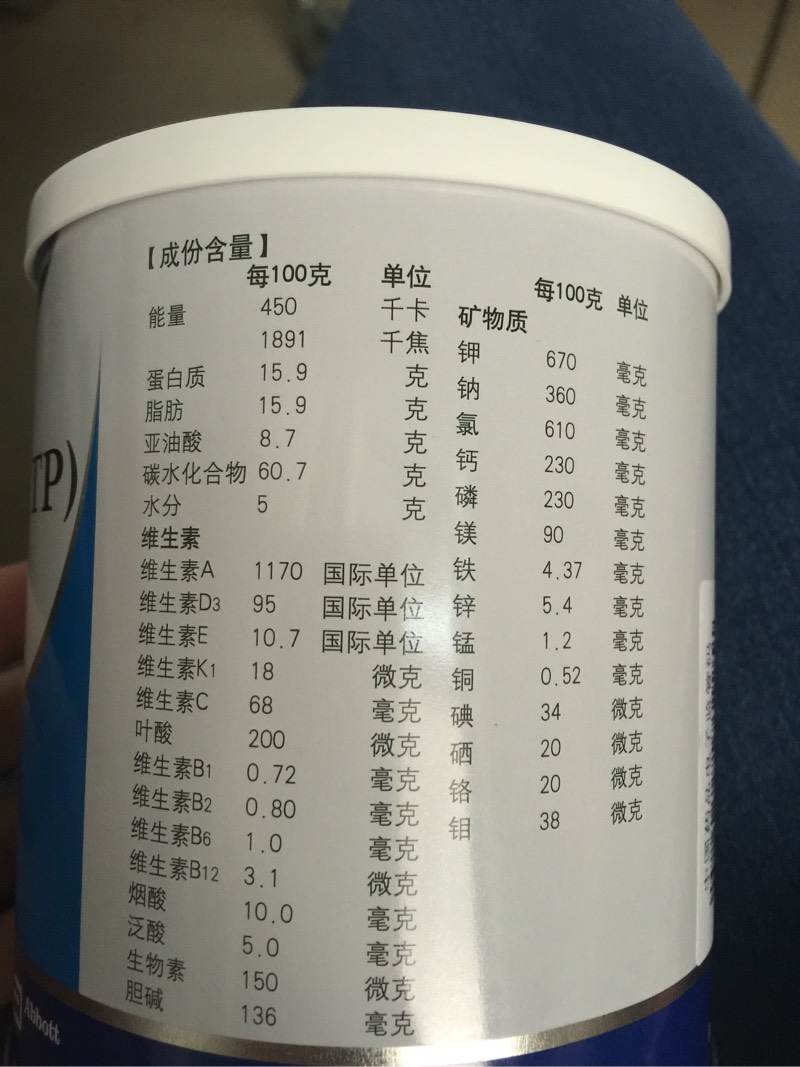 【成份含量】
每100克 单位
能量 450 千卡
1891 千焦
蛋白质 15.9 克
脂肪 15.9 克
亚油酸 8.7 克
碳水化合物 60.7 克
水分 5 克
维生素
维生素A 1170 国际单位
维生素D3 95 国际单位
维生素E 10.7 国际单位
维生素K1 18 微克
维生素C 68 毫克
叶酸 200 微克
维生素B1 0.72 毫克
维生素B2 0.80 毫克
维生素B6 1.0 毫克
维生素B12 3.1 微克
烟酸 10.0 毫克
泛酸 5.0 毫克
生物素 150 微克
胆碱 136 毫克
每100克 单位
矿物质
钾 670 毫克
钠 360 毫克
氯 610 毫克
钙 230 毫克
磷 230 毫克
镁 90 毫克
铁 4.37 毫克
锌 5.4 毫克
锰 1.2 毫克
铜 0.52 毫克
碘 34 微克
硒 20 微克
铬 20 微克
钼 38 微克
TP)
Abbott